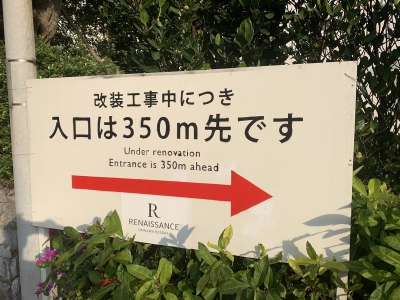 改装工事中につき
入口は350m先です
Under renovation
Entrance is 350m ahead
R
RENAISSANCE